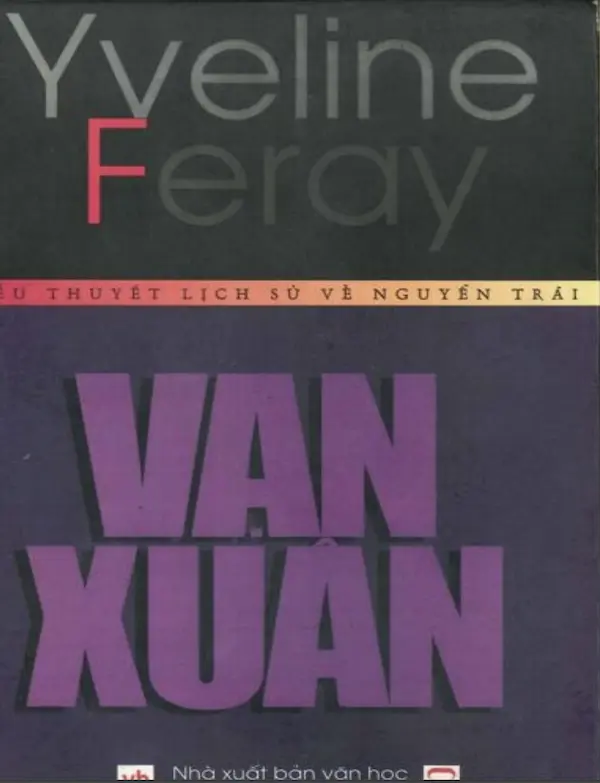 Yveline
Feray
THUYẾT LỊCH SỬ VỀ NGUYỄN TRÃI
VẠN
XUÂN
Nhà xuất bản văn học